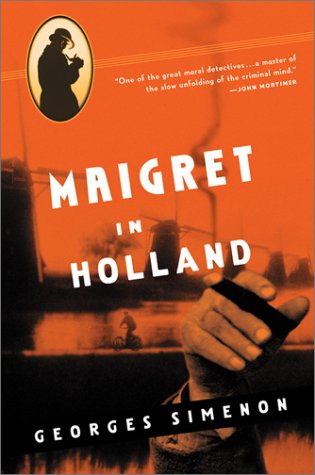 "One of the great moral detectives...a master of
the slow unfolding of the criminal mind."
—JOHN MORTIMER
MAIGRET
IN
HOLLAND
GEORGES SIMENON